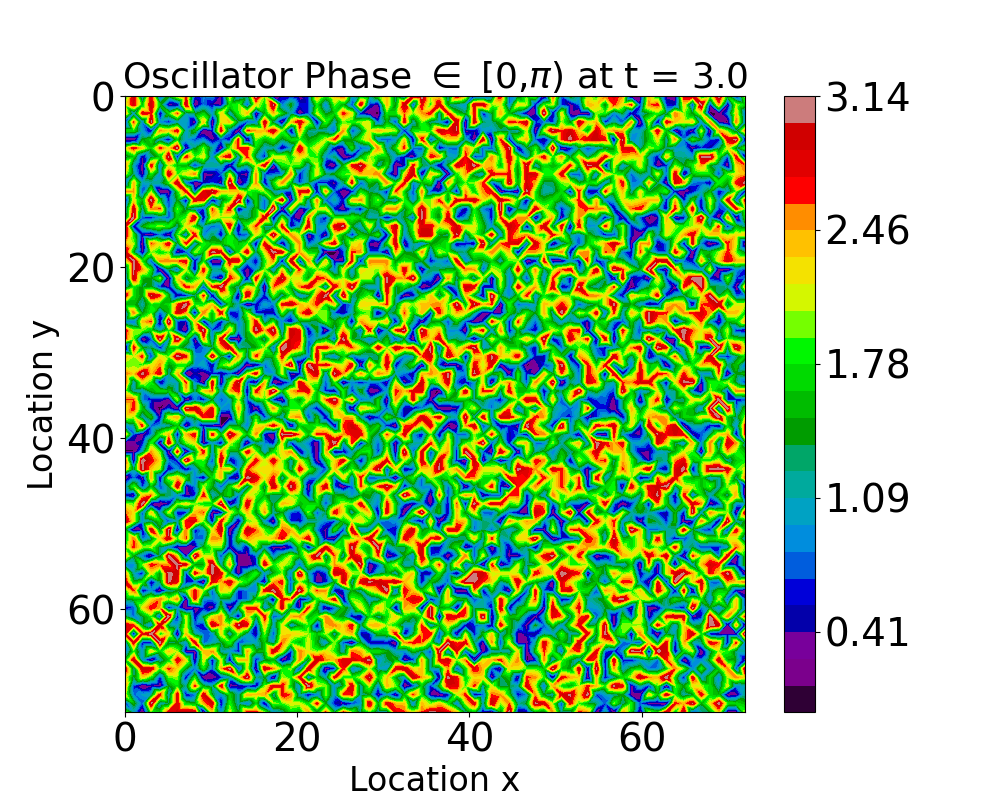 Oscillator Phase ∈ [0,π) at t = 3.0
0
20
40
60
Location y
0 20 40 60
Location x
3.14
2.46
1.78
1.09
0.41